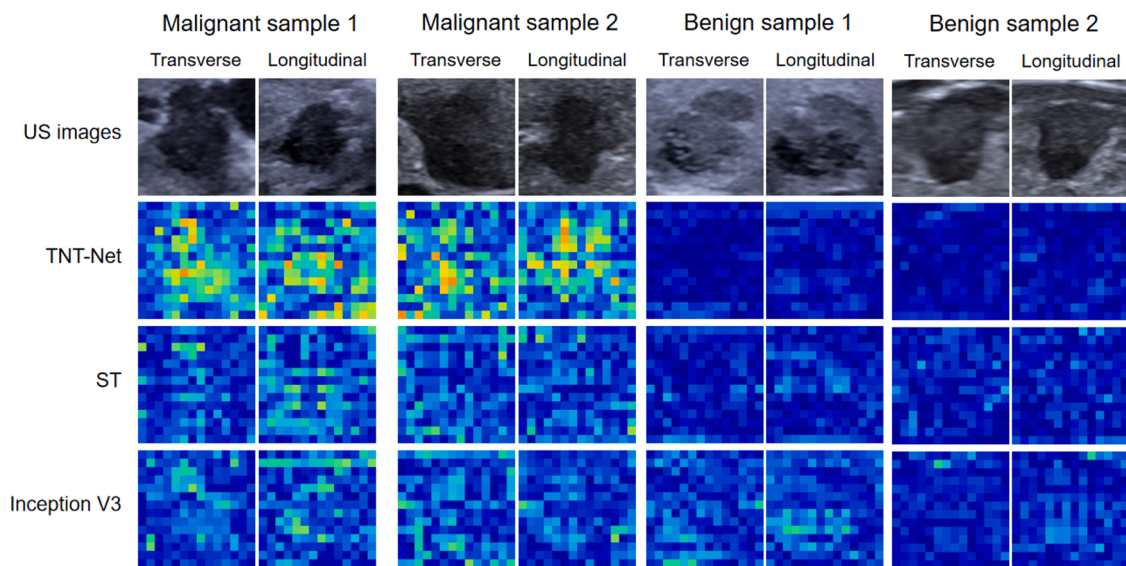 Malignant sample 1 Malignant sample 2 Benign sample 1 Benign sample 2
Transverse Longitudinal Transverse Longitudinal Transverse Longitudinal Transverse Longitudinal
US images
TNT-Net
ST
Inception V3